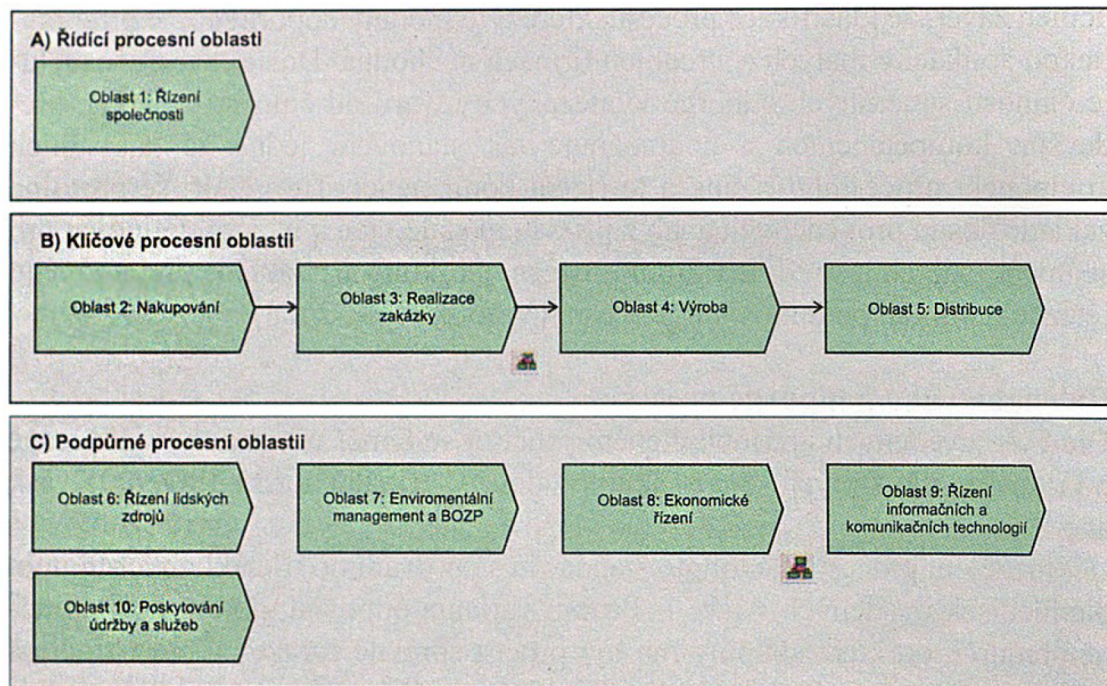 A) Řídící procesní oblasti
Oblast 1: Řízení
společnosti
B) Klíčové procesní oblastii
Oblast 2: Nakupování
Oblast 3: Realizace
zakázky
Oblast 4: Výroba
Oblast 5: Distribuce
C) Podpůrné procesní oblastii
Oblast 6: Řízení lidských
zdrojů
Oblast 7: Enviromentální
management a BOZP
Oblast 8: Ekonomické
řízení
Oblast 9: Řízení
informačních a
komunikačních technologií
Oblast 10: Poskytování
údržby a služeb